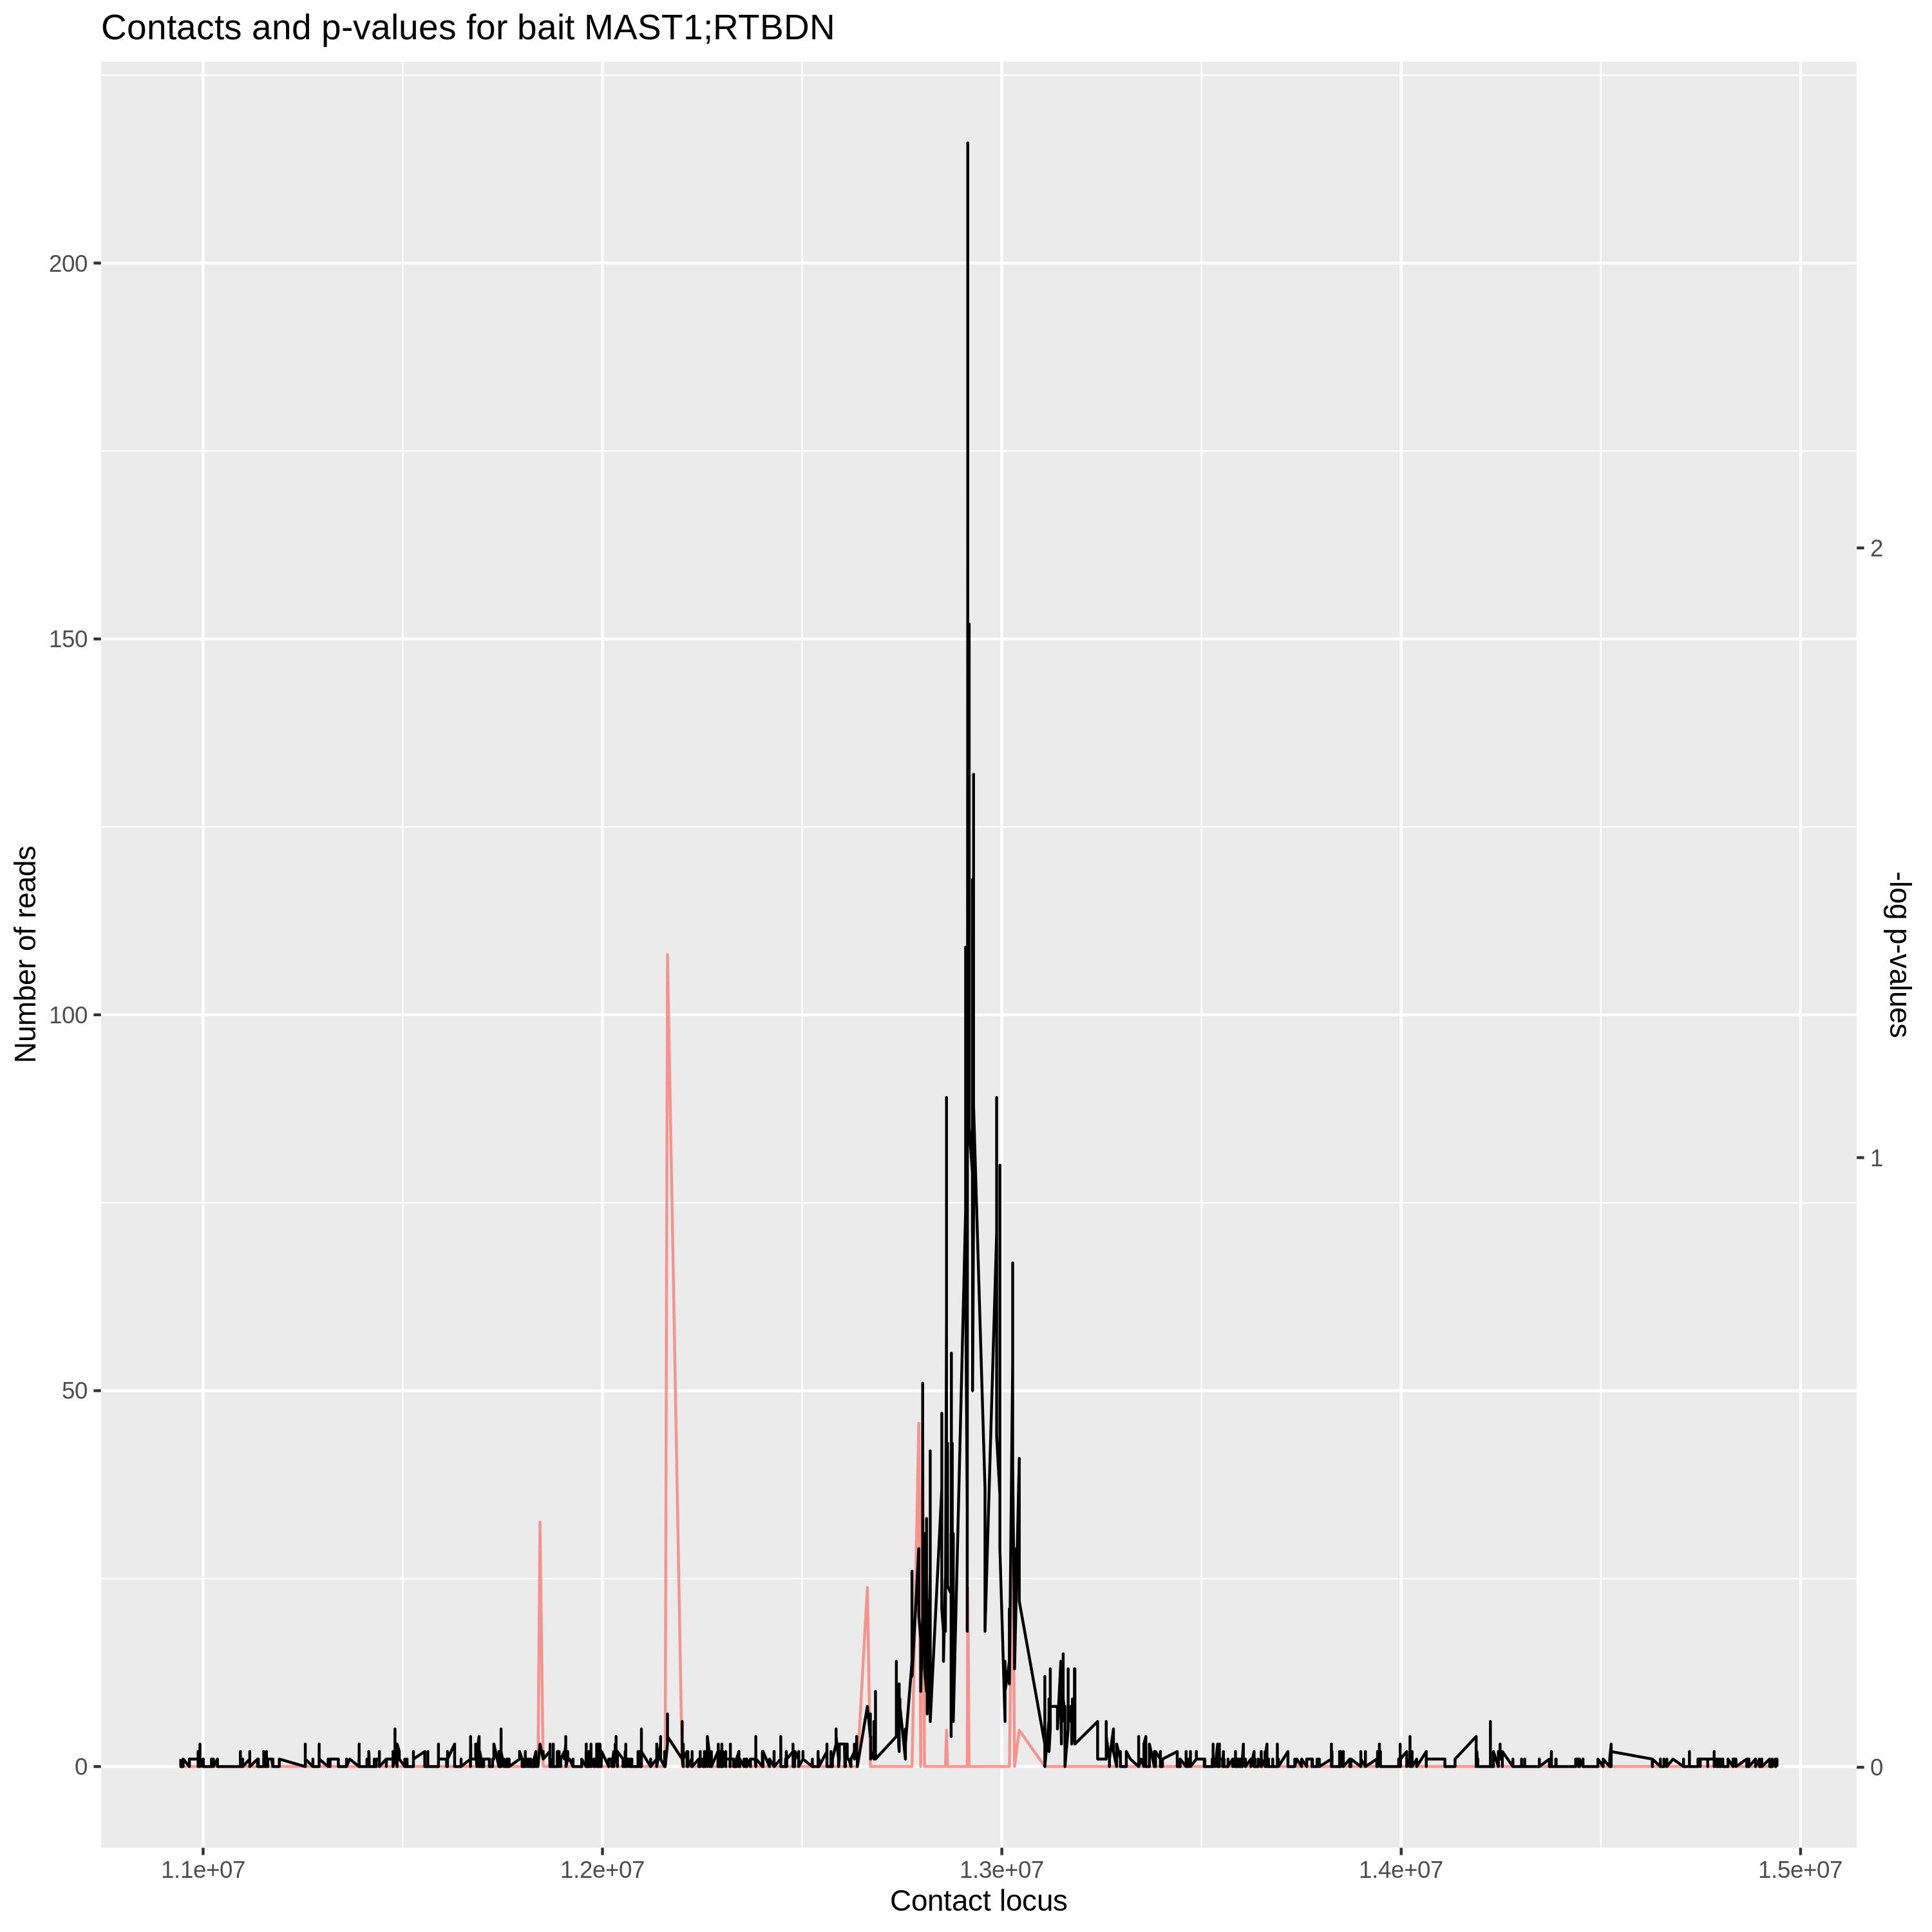 Contacts and p-values for bait MAST1;RTBDN
Number of reads
200
150
100
50
0
2
1
0
-log p-values
1.1e+07
1.2e+07
1.3e+07
1.4e+07
1.5e+07
Contact locus